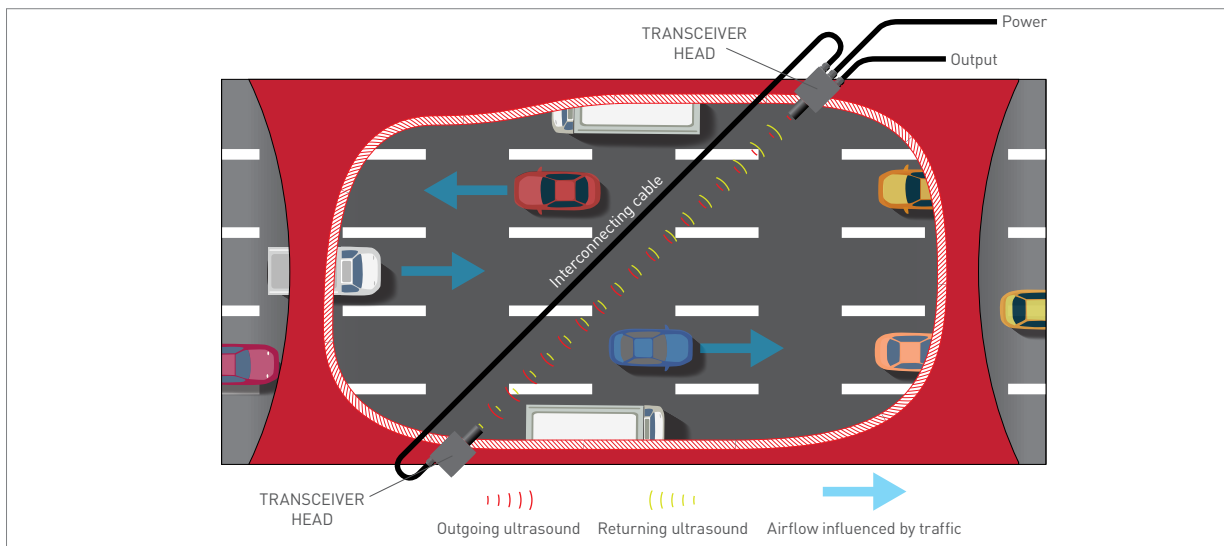 Power
TRANSCEIVER
HEAD
Output
Interconnecting cable
TRANSCEIVER
HEAD
Outgoing ultrasound
Returning ultrasound
Airflow influenced by traffic